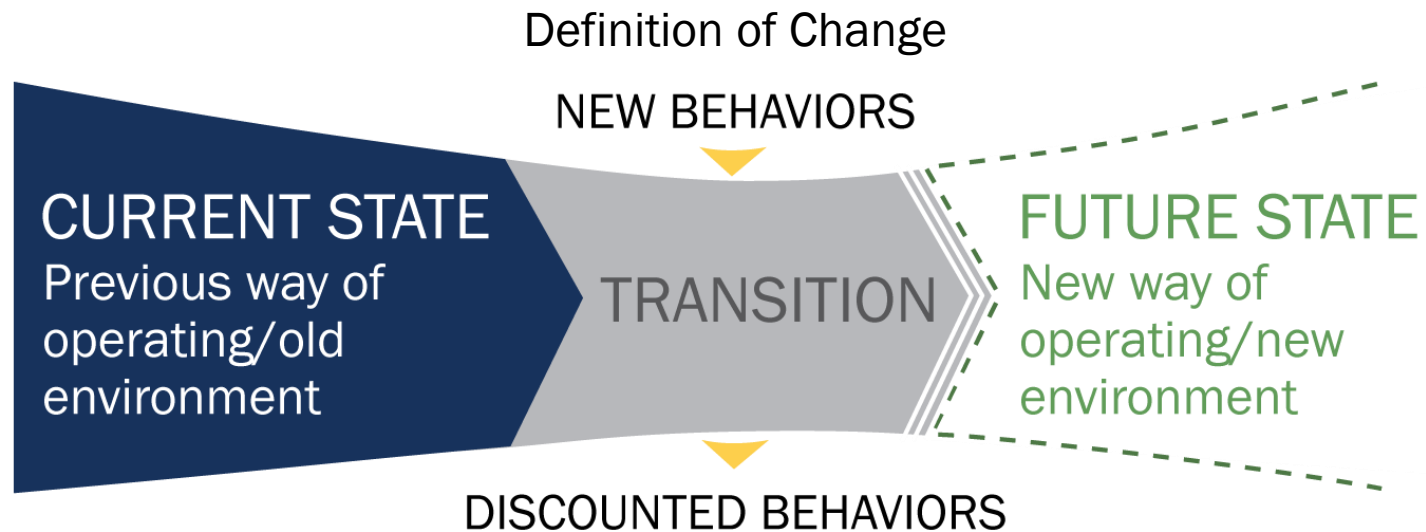 Definition of Change
NEW BEHAVIORS
CURRENT STATE
Previous way of
operating/old
environment
TRANSITION
FUTURE STATE
New way of
operating/new
environment
DISCOUNTED BEHAVIORS